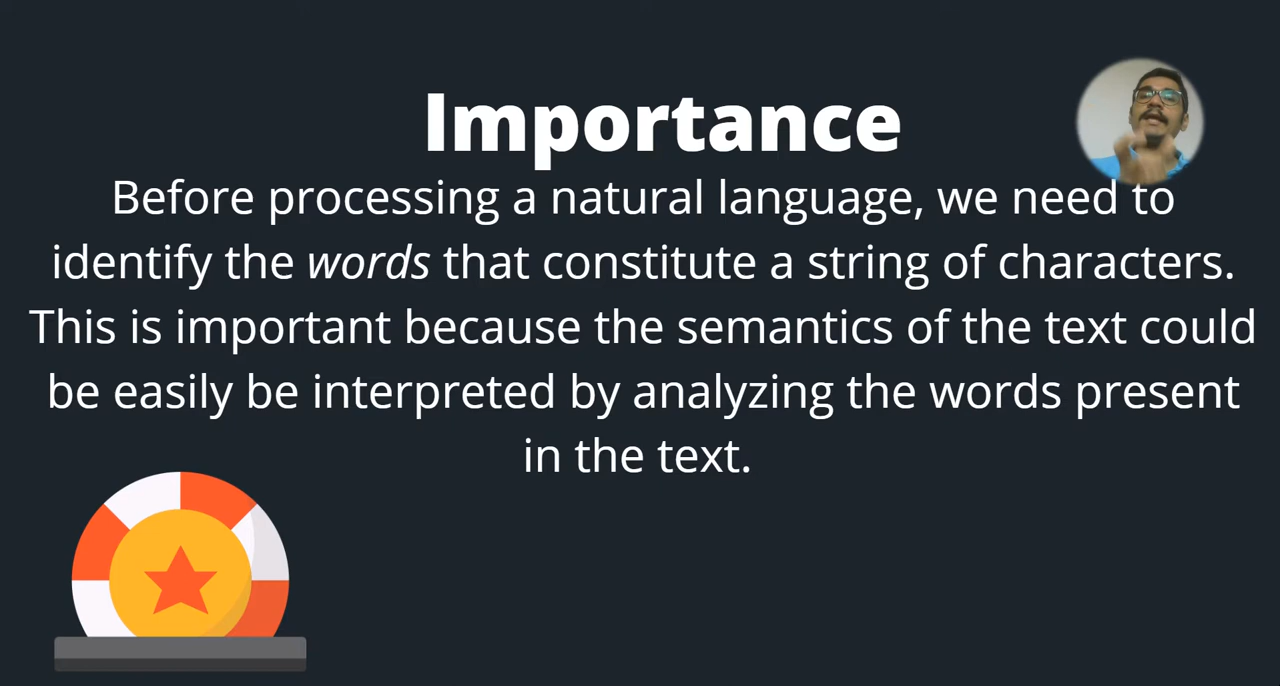 Importance
Before processing a natural language, we need to
identify the words that constitute a string of characters.
This is important because the semantics of the text could
be easily be interpreted by analyzing the words present
in the text.